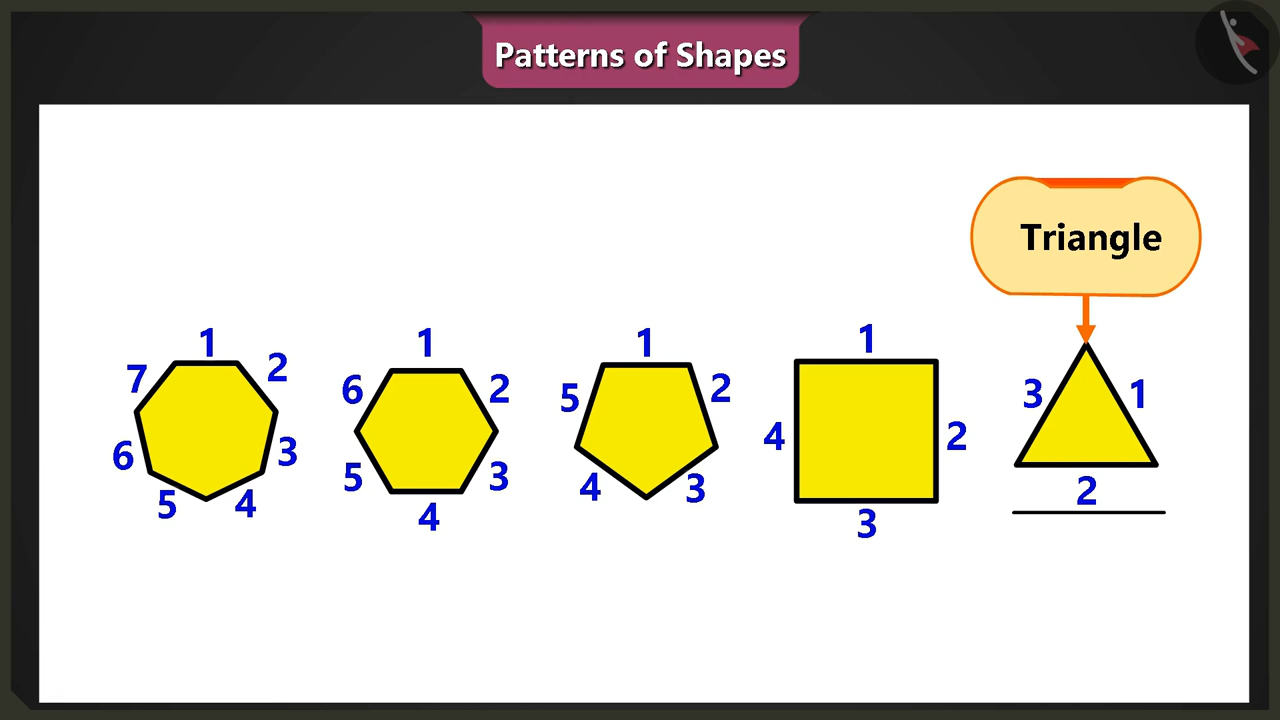 Patterns of Shapes
Triangle
1 2 3 4 5 6 7
1 2 3 4 5 6
1 2 3 4 5
1 2 3 4
1 2 3